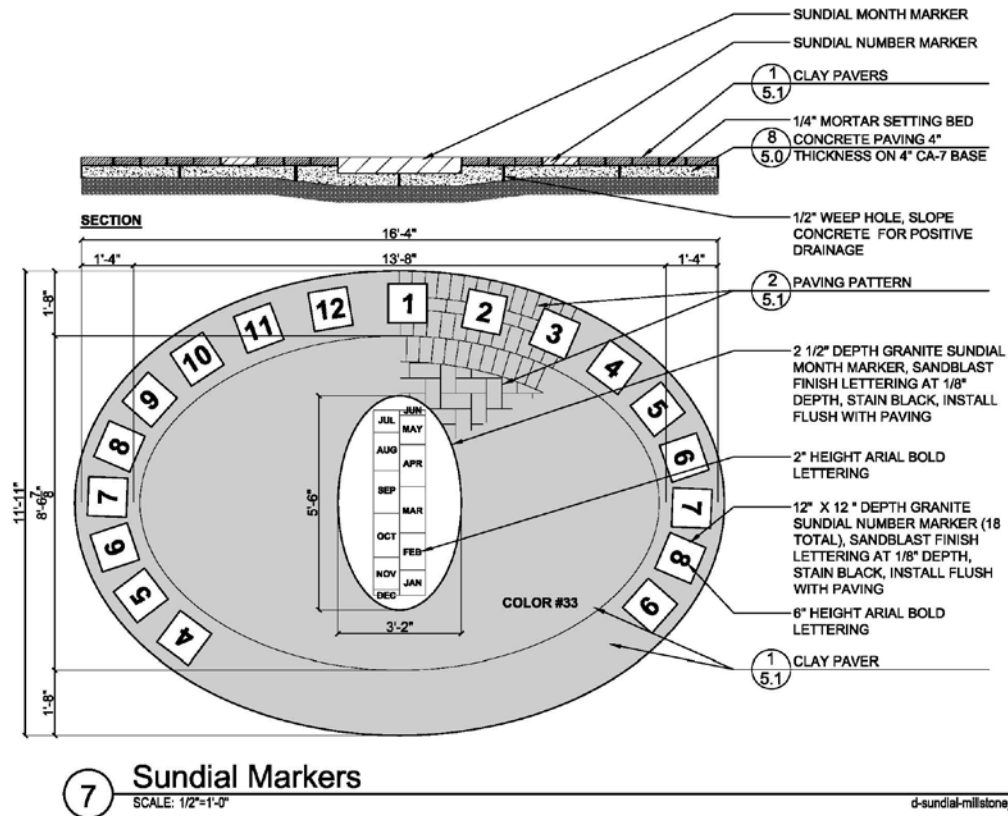 SUNDIAL MONTH MARKER
SUNDIAL NUMBER MARKER
1
5.1
CLAY PAVERS
1/4" MORTAR SETTING BED
8
5.0
CONCRETE PAVING 4"
THICKNESS ON 4" CA-7 BASE
SECTION
1/2" WEEP HOLE, SLOPE
CONCRETE FOR POSITIVE
DRAINAGE
16'-4"
1'-4"
13'-8"
1'-4"
2
5.1
PAVING PATTERN
1'-8"
11'-11"
1'-8"
12
1
2
3
11
10
9
8
7
6
5
4
4
5
6
7
8
9
5'-6"
3'-2"
JUN
JUL
MAY
AUG
APR
SEP
MAR
OCT
FEB
NOV
JAN
DEC
COLOR #33
2 1/2" DEPTH GRANITE SUNDIAL
MONTH MARKER, SANDBLAST
FINISH LETTERING AT 1/8"
DEPTH, STAIN BLACK, INSTALL
FLUSH WITH PAVING
2" HEIGHT ARIAL BOLD
LETTERING
12" X 12 " DEPTH GRANITE
SUNDIAL NUMBER MARKER (18
TOTAL), SANDBLAST FINISH
LETTERING AT 1/8" DEPTH,
STAIN BLACK, INSTALL FLUSH
WITH PAVING
6" HEIGHT ARIAL BOLD
LETTERING
1
5.1
CLAY PAVER
7
Sundial Markers
SCALE: 1/2"=1'-0"
d-sundial-millstone